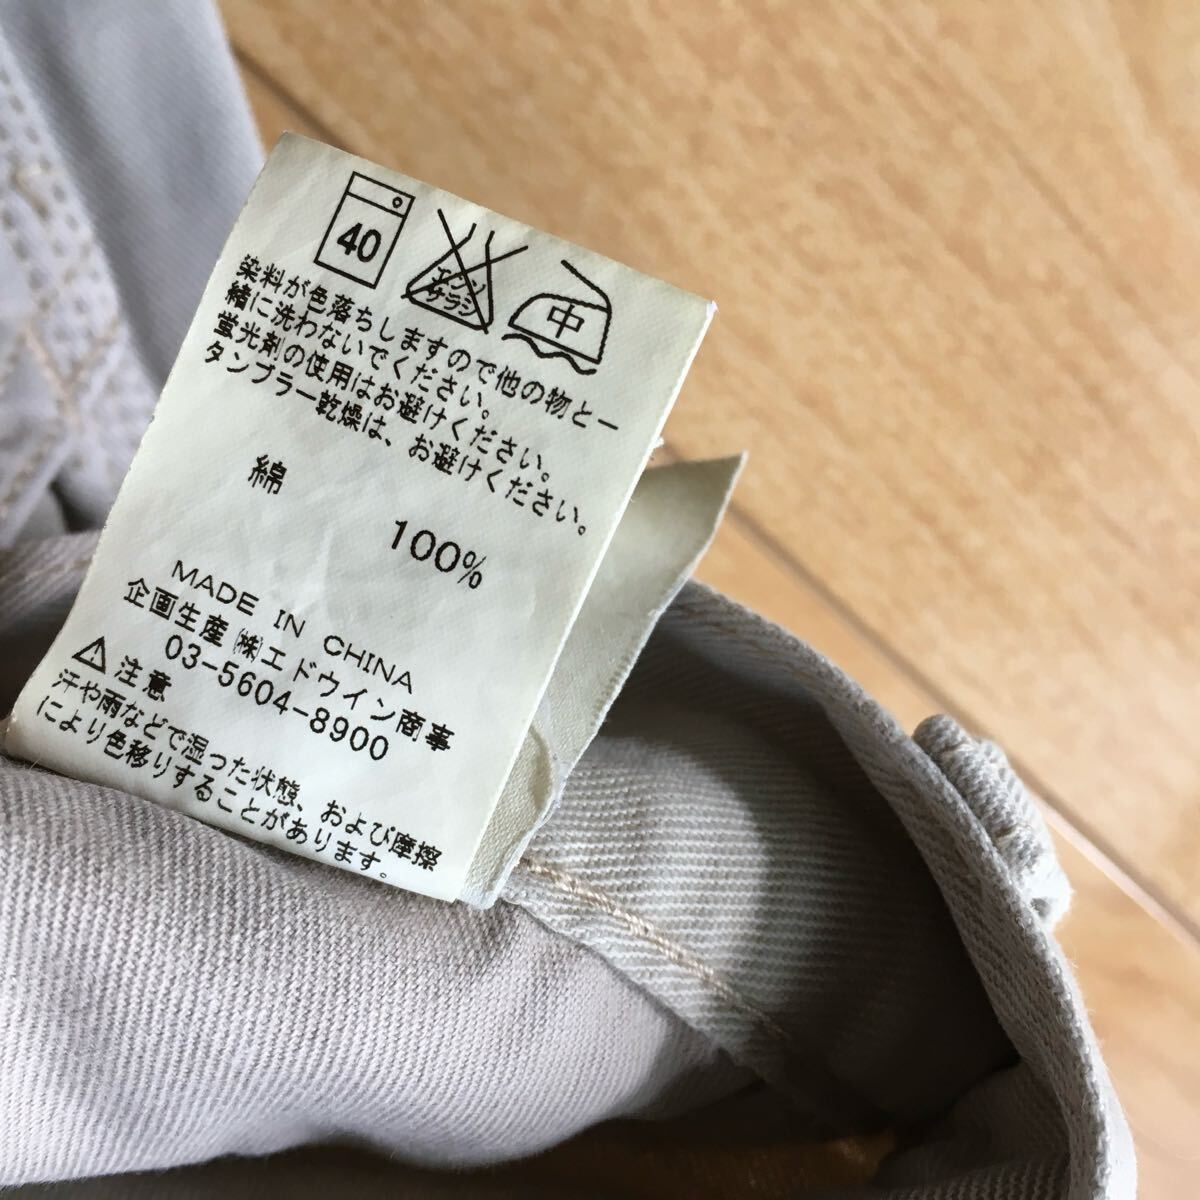 40
エンソ
サラシ
中
染料が色落ちしますので他の物と一
緒に洗わないでください。
蛍光剤の使用はお避けください。
タンブラー乾燥は、お避けください。
綿
100%
MADE IN CHINA
企画生産 ㈱エドウイン商事
03-5604-8900
⚠ 注意
汗や雨などで湿った状態、および摩擦
により色移りすることがあります。